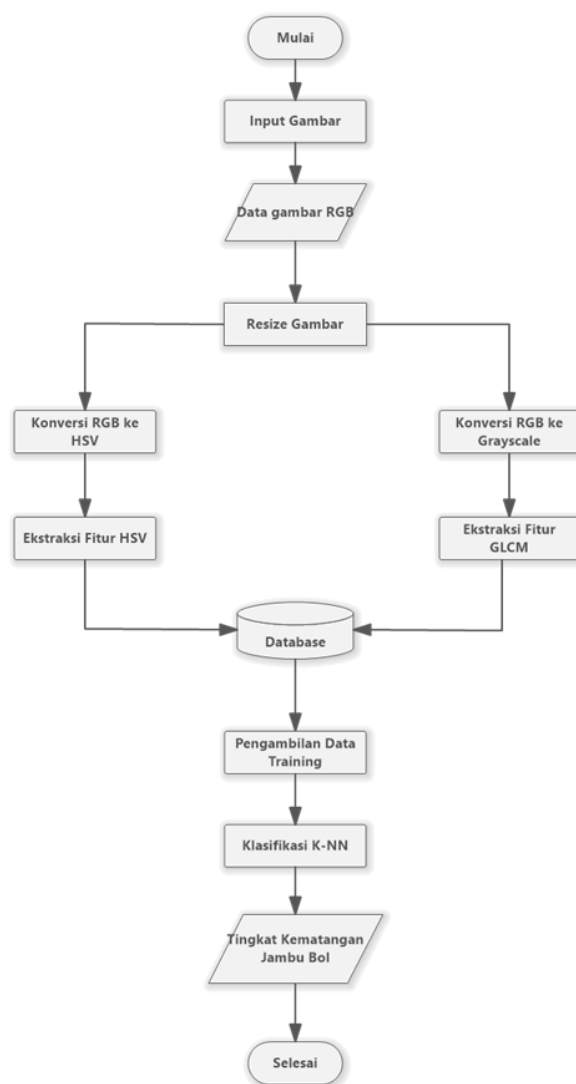 Mulai
Input Gambar
Data gambar RGB
Resize Gambar
Konversi RGB ke
HSV
Konversi RGB ke
Grayscale
Ekstraksi Fitur HSV
Ekstraksi Fitur
GLCM
Database
Pengambilan Data
Training
Klasifikasi K-NN
Tingkat Kematangan
Jambu Bol
Selesai